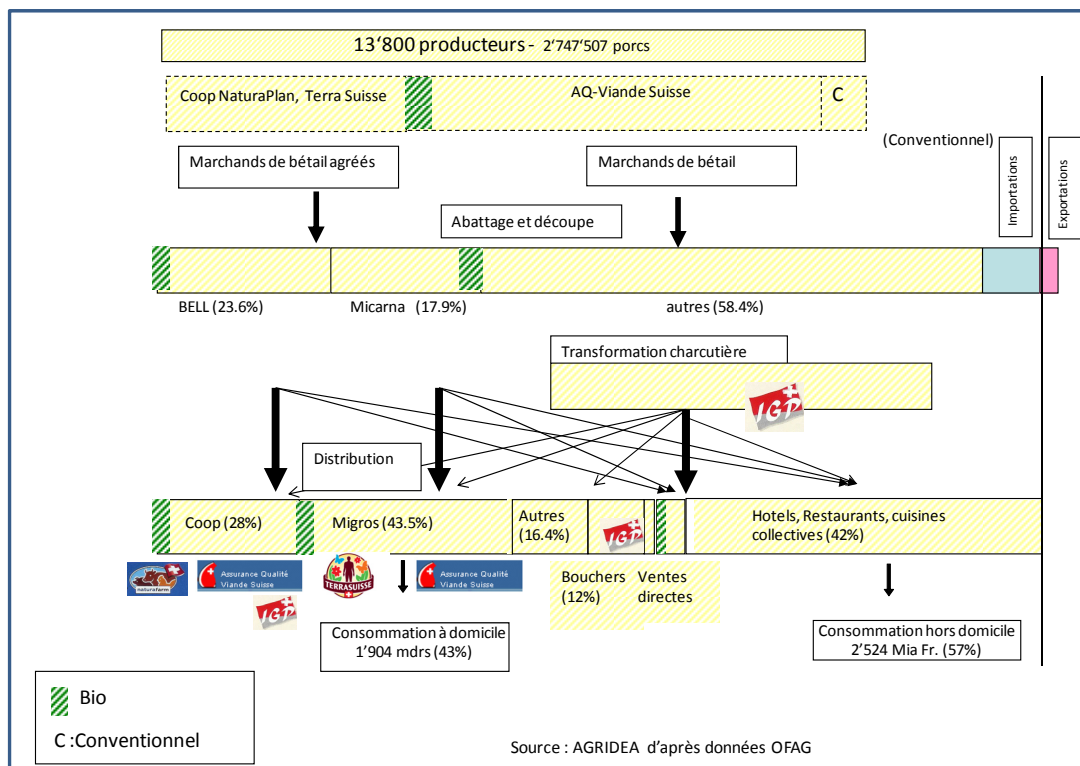 13‘800 producteurs - 2‘747‘507 porcs
Coop NaturaPlan, Terra Suisse
AQ-Viande Suisse
C
(Conventionnel)
Importations
Exportations
Marchands de bétail agréés
Marchands de bétail
Abattage et découpe
BELL (23.6%)
Micarna (17.9%)
autres (58.4%)
Transformation charcutière
IGP
Distribution
Coop (28%)
Migros (43.5%)
Autres
(16.4%)
IGP
Hotels, Restaurants, cuisines
collectives (42%)
naturafarm
Assurance Qualité
Viande Suisse
IGP
TERRASUISSE
Assurance Qualité
Viande Suisse
Bouchers
(12%)
Ventes
directes
Consommation à domicile
1’904 mdrs (43%)
Consommation hors domicile
2’524 Mia Fr. (57%)
Bio
C :Conventionnel
Source : AGRIDEA d’après données OFAG